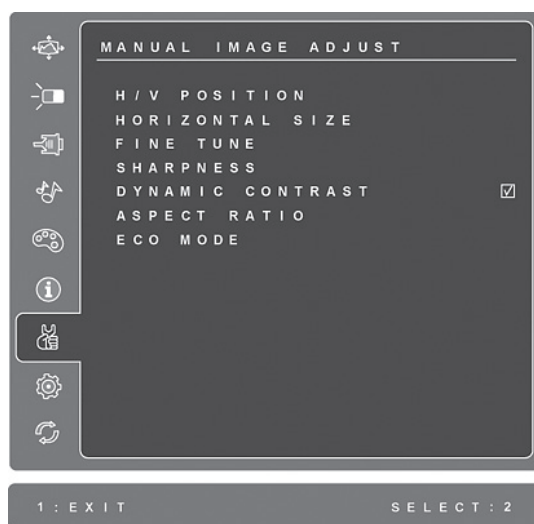 MANUAL IMAGE ADJUST
H/V POSITION
HORIZONTAL SIZE
FINE TUNE
SHARPNESS
DYNAMIC CONTRAST
ASPECT RATIO
ECO MODE
1:EXIT SELECT:2